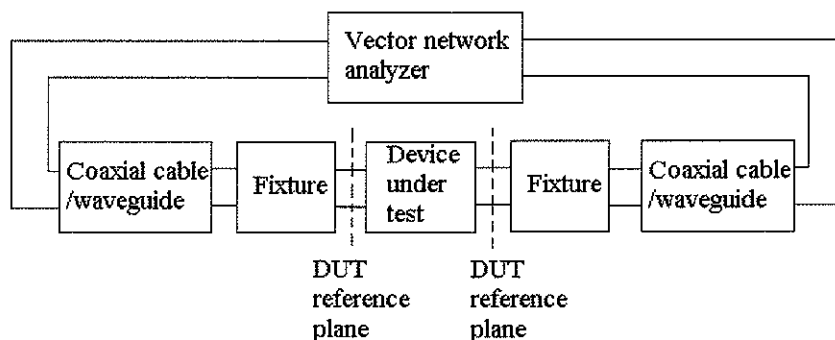 Vector network
analyzer
Coaxial cable
/waveguide
Fixture
Device
under
test
Fixture
Coaxial cable
/waveguide
DUT
reference
plane
DUT
reference
plane